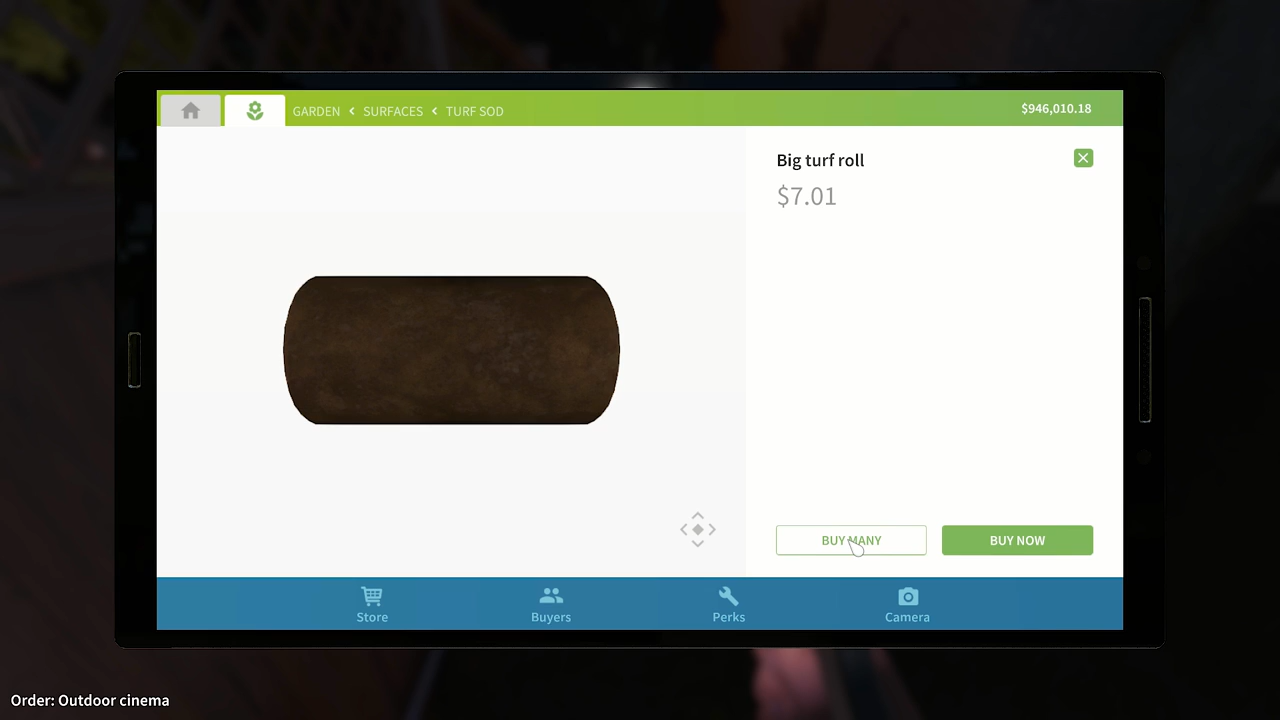 GARDEN < SURFACES < TURF SOD
$946,010.18
Big turf roll
$7.01
BUY MANY
BUY NOW
Store
Buyers
Perks
Camera
Order: Outdoor cinema